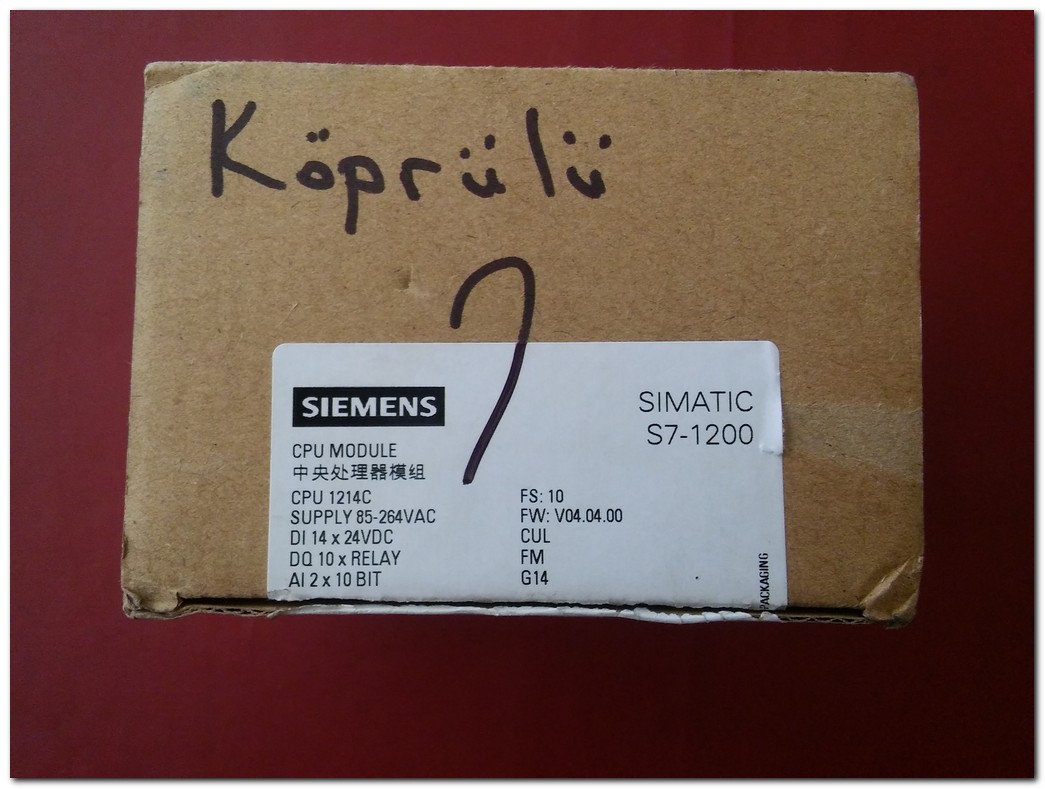 Köprülü
SIEMENS
SIMATIC
S7-1200
CPU MODULE
中央处理器模组
CPU 1214C
SUPPLY 85-264VAC
DI 14 x 24VDC
DQ 10 x RELAY
AI 2 x 10 BIT
FS: 10
FW: V04.04.00
CUL
FM
G14
PACKAGING